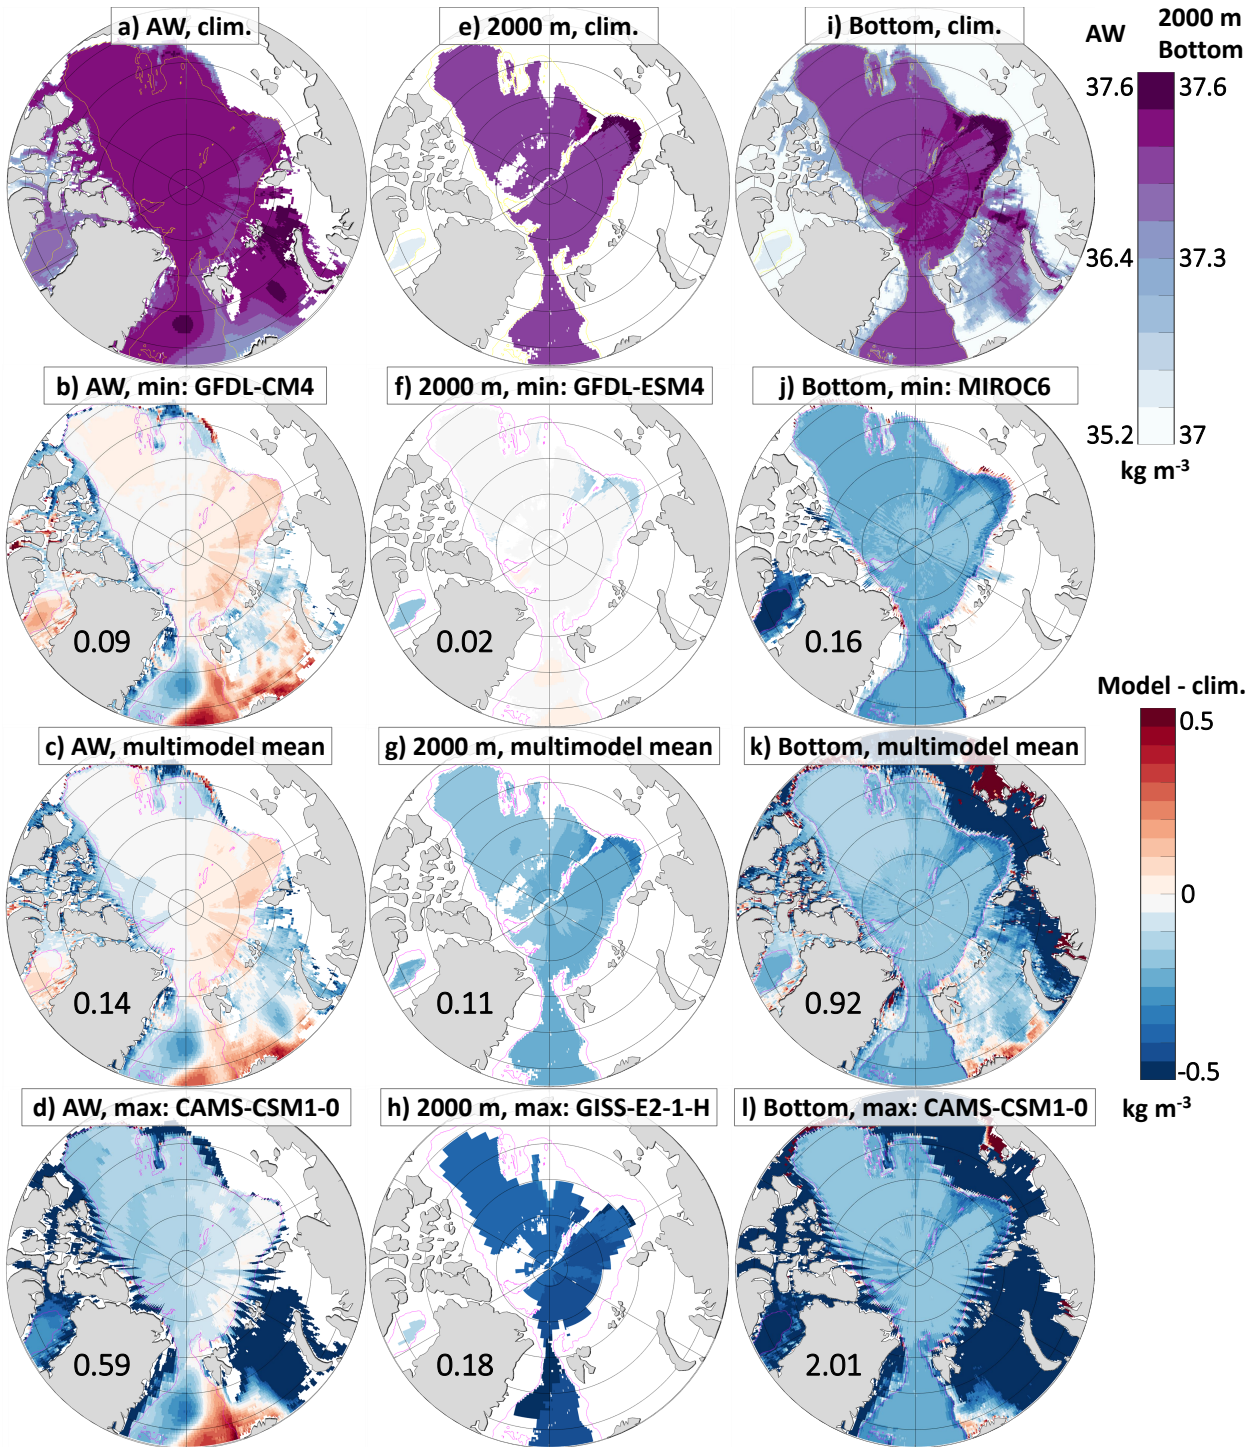 a) AW, clim.
e) 2000 m, clim.
i) Bottom, clim.
AW
2000 m
Bottom
37.6
37.6
36.4
37.3
35.2
37
kg m-3
b) AW, min: GFDL-CM4
f) 2000 m, min: GFDL-ESM4
j) Bottom, min: MIROC6
0.09
0.02
0.16
Model - clim.
0.5
0
-0.5
kg m-3
c) AW, multimodel mean
g) 2000 m, multimodel mean
k) Bottom, multimodel mean
0.14
0.11
0.92
d) AW, max: CAMS-CSM1-0
h) 2000 m, max: GISS-E2-1-H
l) Bottom, max: CAMS-CSM1-0
0.59
0.18
2.01